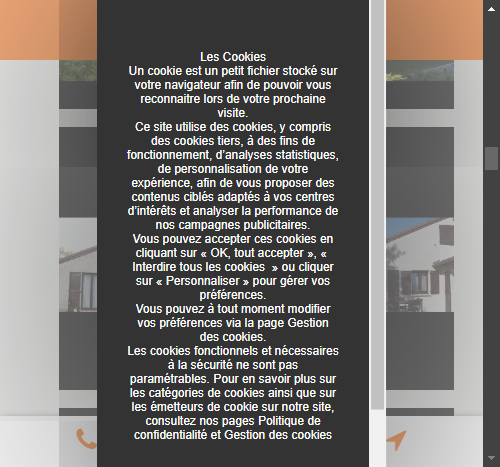 Les Cookies
Un cookie est un petit fichier stocké sur
votre navigateur afin de pouvoir vous
reconnaitre lors de votre prochaine
visite.
Ce site utilise des cookies, y compris
des cookies tiers, à des fins de
fonctionnement, d'analyses statistiques,
de personnalisation de votre
expérience, afin de vous proposer des
contenus ciblés adaptés à vos centres
d'intérêts et analyser la performance de
nos campagnes publicitaires.
Vous pouvez accepter ces cookies en
cliquant sur « OK, tout accepter », «
Interdire tous les cookies » ou cliquer
sur « Personnaliser » pour gérer vos
préférences.
Vous pouvez à tout moment modifier
vos préférences via la page Gestion
des cookies.
Les cookies fonctionnels et nécessaires
à la sécurité ne sont pas
paramétrables. Pour en savoir plus sur
les catégories de cookies ainsi que sur
les émetteurs de cookie sur notre site,
consultez nos pages Politique de
confidentialité et Gestion des cookies